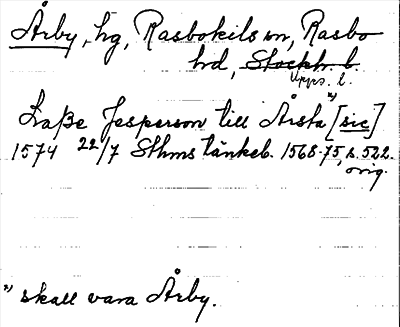 Årby, hg, Rasbokils sn, Rasbo
hd, Stockh. l.
Upps. l.
Laße Jesperson till Årsta x) [sic]
1574 22/7 Sthms tänkeb. 1568-75, s. 522.
orig.
x) skall vara Årby.